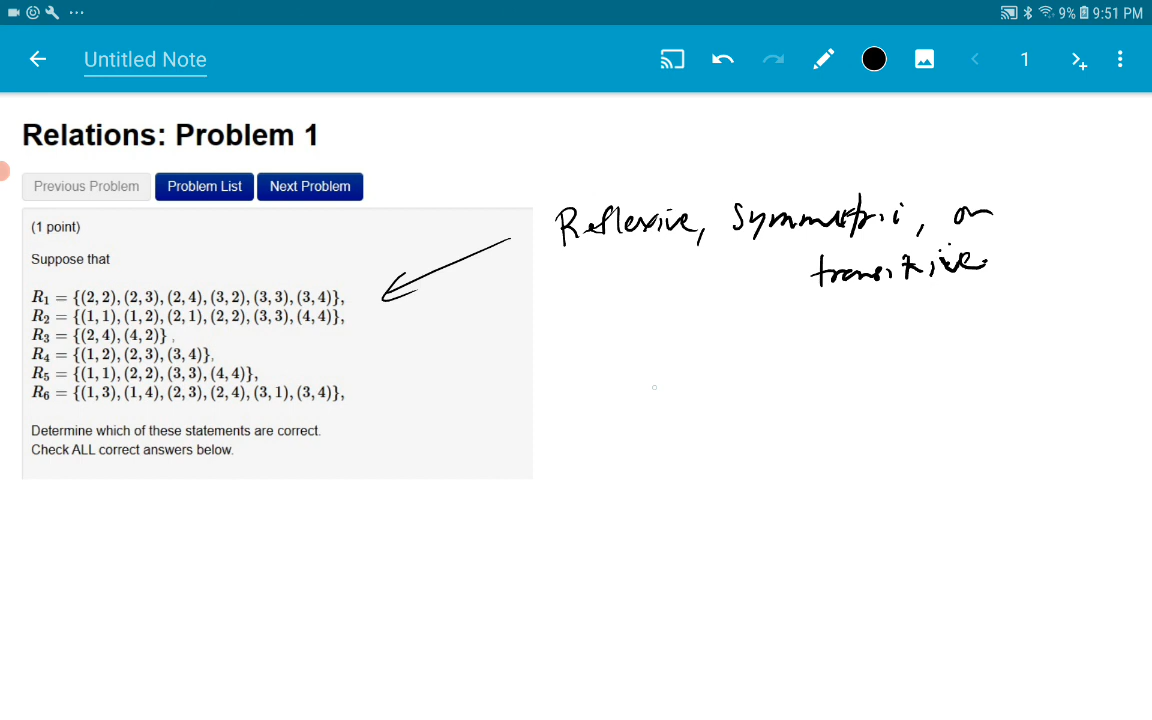 9% 9:51 PM
Untitled Note
1
Relations: Problem 1
Previous Problem Problem List Next Problem
(1 point)
Suppose that
R₁ = {(2, 2), (2, 3), (2, 4), (3, 2), (3, 3), (3, 4)},
R₂ = {(1, 1), (1, 2), (2, 1), (2, 2), (3, 3), (4, 4)},
R₃ = {(2, 4), (4, 2)} ,
R₄ = {(1, 2), (2, 3), (3, 4)},
R₅ = {(1, 1), (2, 2), (3, 3), (4, 4)},
R₆ = {(1, 3), (1, 4), (2, 3), (2, 4), (3, 1), (3, 4)},
Determine which of these statements are correct.
Check ALL correct answers below.
Reflexive, Symmetric, or
transitive.